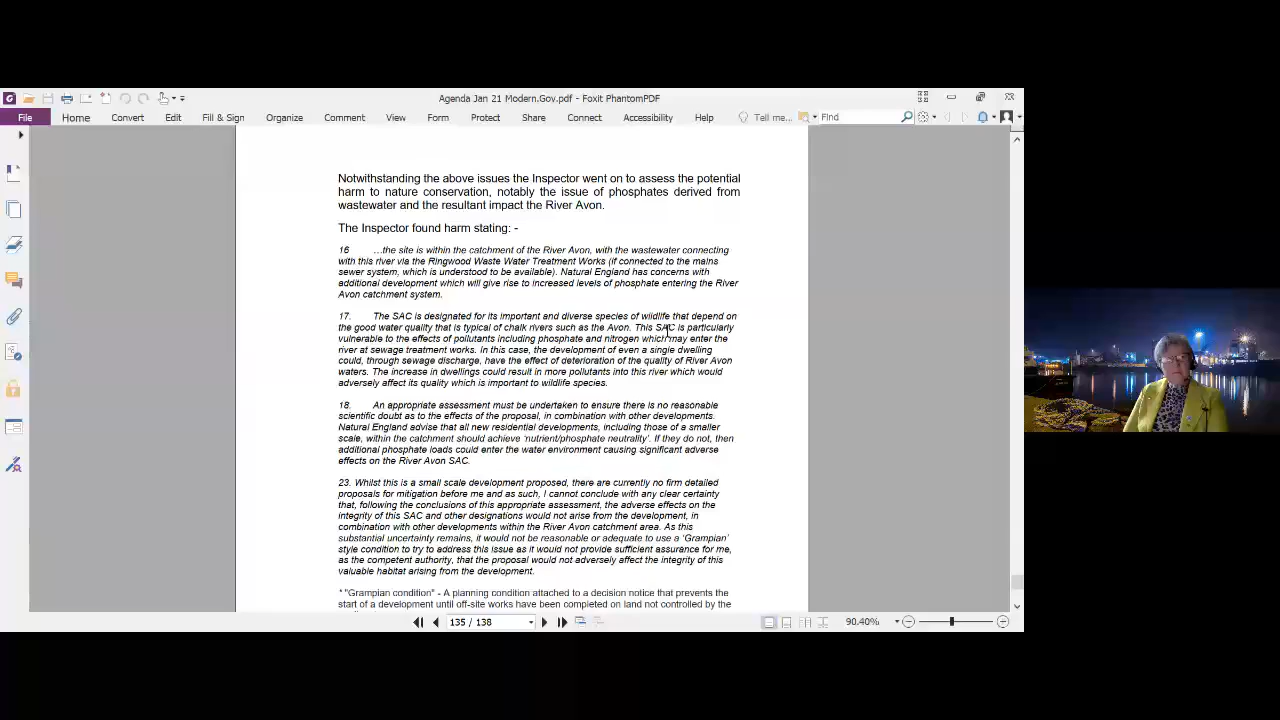 Agenda Jan 21 Modern.Gov.pdf - Foxit PhantomPDF
File Home Convert Edit Fill & Sign Organize Comment View Form Protect Share Connect Accessibility Help Tell me... Find
Notwithstanding the above issues the Inspector went on to assess the potential
harm to nature conservation, notably the issue of phosphates derived from
wastewater and the resultant impact the River Avon.
The Inspector found harm stating: -
16 ...the site is within the catchment of the River Avon, with the wastewater connecting
with this river via the Ringwood Waste Water Treatment Works (if connected to the mains
sewer system, which is understood to be available). Natural England has concerns with
additional development which will give rise to increased levels of phosphate entering the River
Avon catchment system.
17. The SAC is designated for its important and diverse species of wildlife that depend on
the good water quality that is typical of chalk rivers such as the Avon. This SAC is particularly
vulnerable to the effects of pollutants including phosphate and nitrogen which may enter the
river at sewage treatment works. In this case, the development of even a single dwelling
could, through sewage discharge, have the effect of deterioration of the quality of River Avon
waters. The increase in dwellings could result in more pollutants into this river which would
adversely affect its quality which is important to wildlife species.
18. An appropriate assessment must be undertaken to ensure there is no reasonable
scientific doubt as to the effects of the proposal, in combination with other developments.
Natural England advise that all new residential developments, including those of a smaller
scale, within the catchment should achieve 'nutrient/phosphate neutrality'. If they do not, then
additional phosphate loads could enter the water environment causing significant adverse
effects on the River Avon SAC.
23. Whilst this is a small scale development proposed, there are currently no firm detailed
proposals for mitigation before me and as such, I cannot conclude with any clear certainty
that, following the conclusions of this appropriate assessment, the adverse effects on the
integrity of this SAC and other designations would not arise from the development, in
combination with other developments within the River Avon catchment area. As this
substantial uncertainty remains, it would not be reasonable or adequate to use a 'Grampian'
style condition to try to address this issue as it would not provide sufficient assurance for me,
as the competent authority, that the proposal would not adversely affect the integrity of this
valuable habitat arising from the development.
* "Grampian condition" - A planning condition attached to a decision notice that prevents the
start of a development until off-site works have been completed on land not controlled by the
135 / 138
90.40%